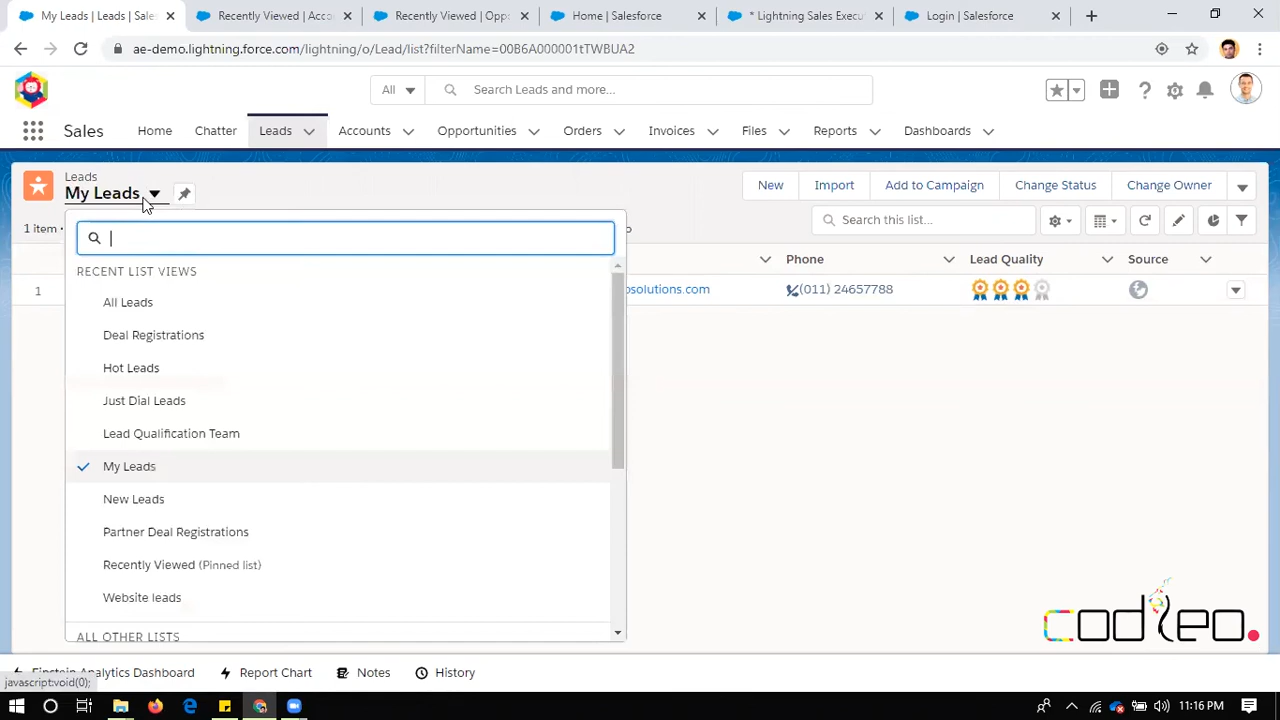 My Leads | Leads | Sale
Recently Viewed | Acco
Recently Viewed | Oppo
Home | Salesforce
* Lightning Sales Execu
Login | Salesforce
ae-demo.lightning.force.com/lightning/o/Lead/list?filterName=00B6A000001tTWBUA2
All
Search Leads and more...
Sales
Home
Chatter
Leads
Accounts
Opportunities
Orders
Invoices
Files
Reports
Dashboards
Leads
My Leads
New
Import
Add to Campaign
Change Status
Change Owner
1 item •
Search this list...
RECENT LIST VIEWS
Phone
Lead Quality
Source
1
osolutions.com
(011) 24657788
All Leads
Deal Registrations
Hot Leads
Just Dial Leads
Lead Qualification Team
My Leads
New Leads
Partner Deal Registrations
Recently Viewed (Pinned list)
Website leads
ALL OTHER LISTS
codleo.
Einstein Analytics Dashboard
Report Chart
Notes
History
javascript:void(0);
11:16 PM